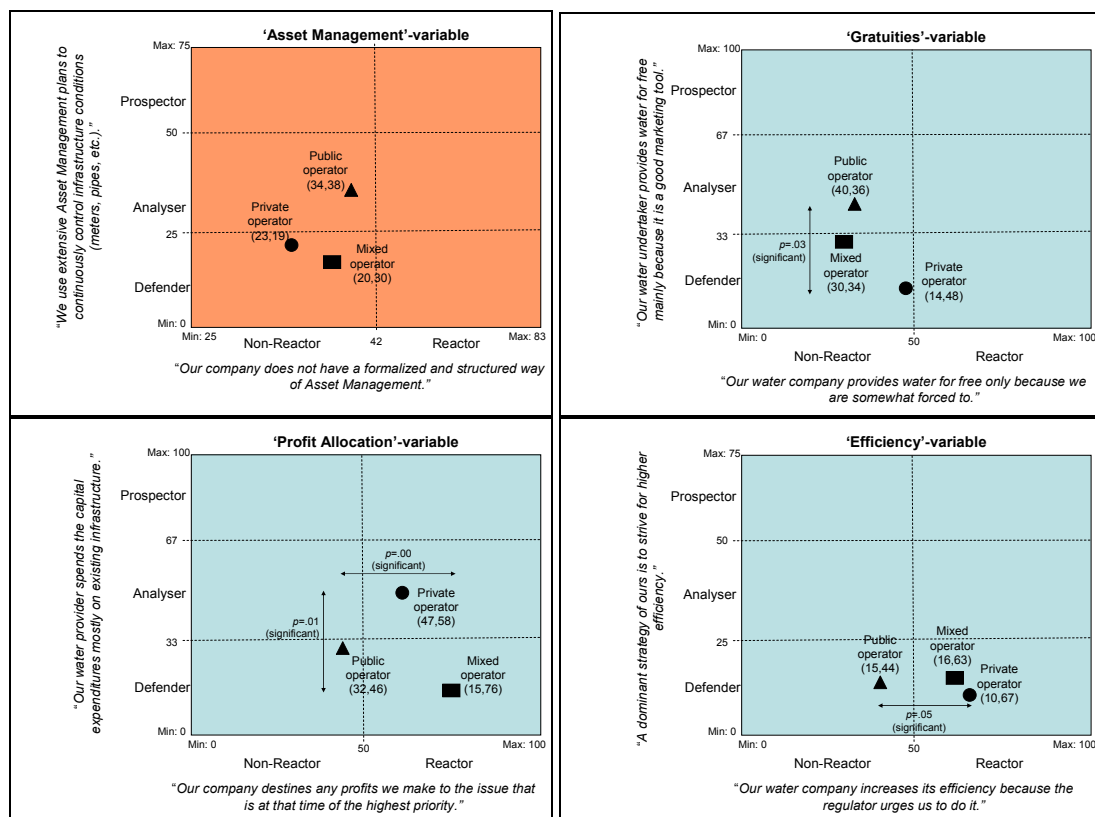 'Asset Management'-variable
"We use extensive Asset Management plans to
continuously control infrastructure conditions
(meters, pipes, etc.)."
Max: 75
Prospector
50
Analyser
25
Defender
Min: 0
Public
operator
(34,38)
Private
operator
(23,19)
Mixed
operator
(20,30)
Min: 25
Non-Reactor
42
Reactor
Max: 83
"Our company does not have a formalized and structured way
of Asset Management."
'Gratuities'-variable
"Our water undertaker provides water for free
mainly because it is a good marketing tool."
Max: 100
Prospector
67
Analyser
33
Defender
Min: 0
Public
operator
(40,36)
p=.03
(significant)
Mixed
operator
(30,34)
Private
operator
(14,48)
Min: 0
Non-Reactor
50
Reactor
Max: 100
"Our water company provides water for free only because we
are somewhat forced to."
'Profit Allocation'-variable
"Our water provider spends the capital
expenditures mostly on existing infrastructure."
Max: 100
Prospector
67
Analyser
33
Defender
Min: 0
p=.00
(significant)
p=.01
(significant)
Private
operator
(47,58)
Public
operator
(32,46)
Mixed
operator
(15,76)
Min: 0
Non-Reactor
50
Reactor
Max: 100
"Our company destines any profits we make to the issue that
is at that time of the highest priority."
'Efficiency'-variable
"A dominant strategy of ours is to strive for higher
efficiency."
Max: 75
Prospector
50
Analyser
25
Defender
Min: 0
Public
operator
(15,44)
Mixed
operator
(16,63)
Private
operator
(10,67)
p=.05
(significant)
Min: 0
Non-Reactor
50
Reactor
Max: 100
"Our water company increases its efficiency because the
regulator urges us to do it."